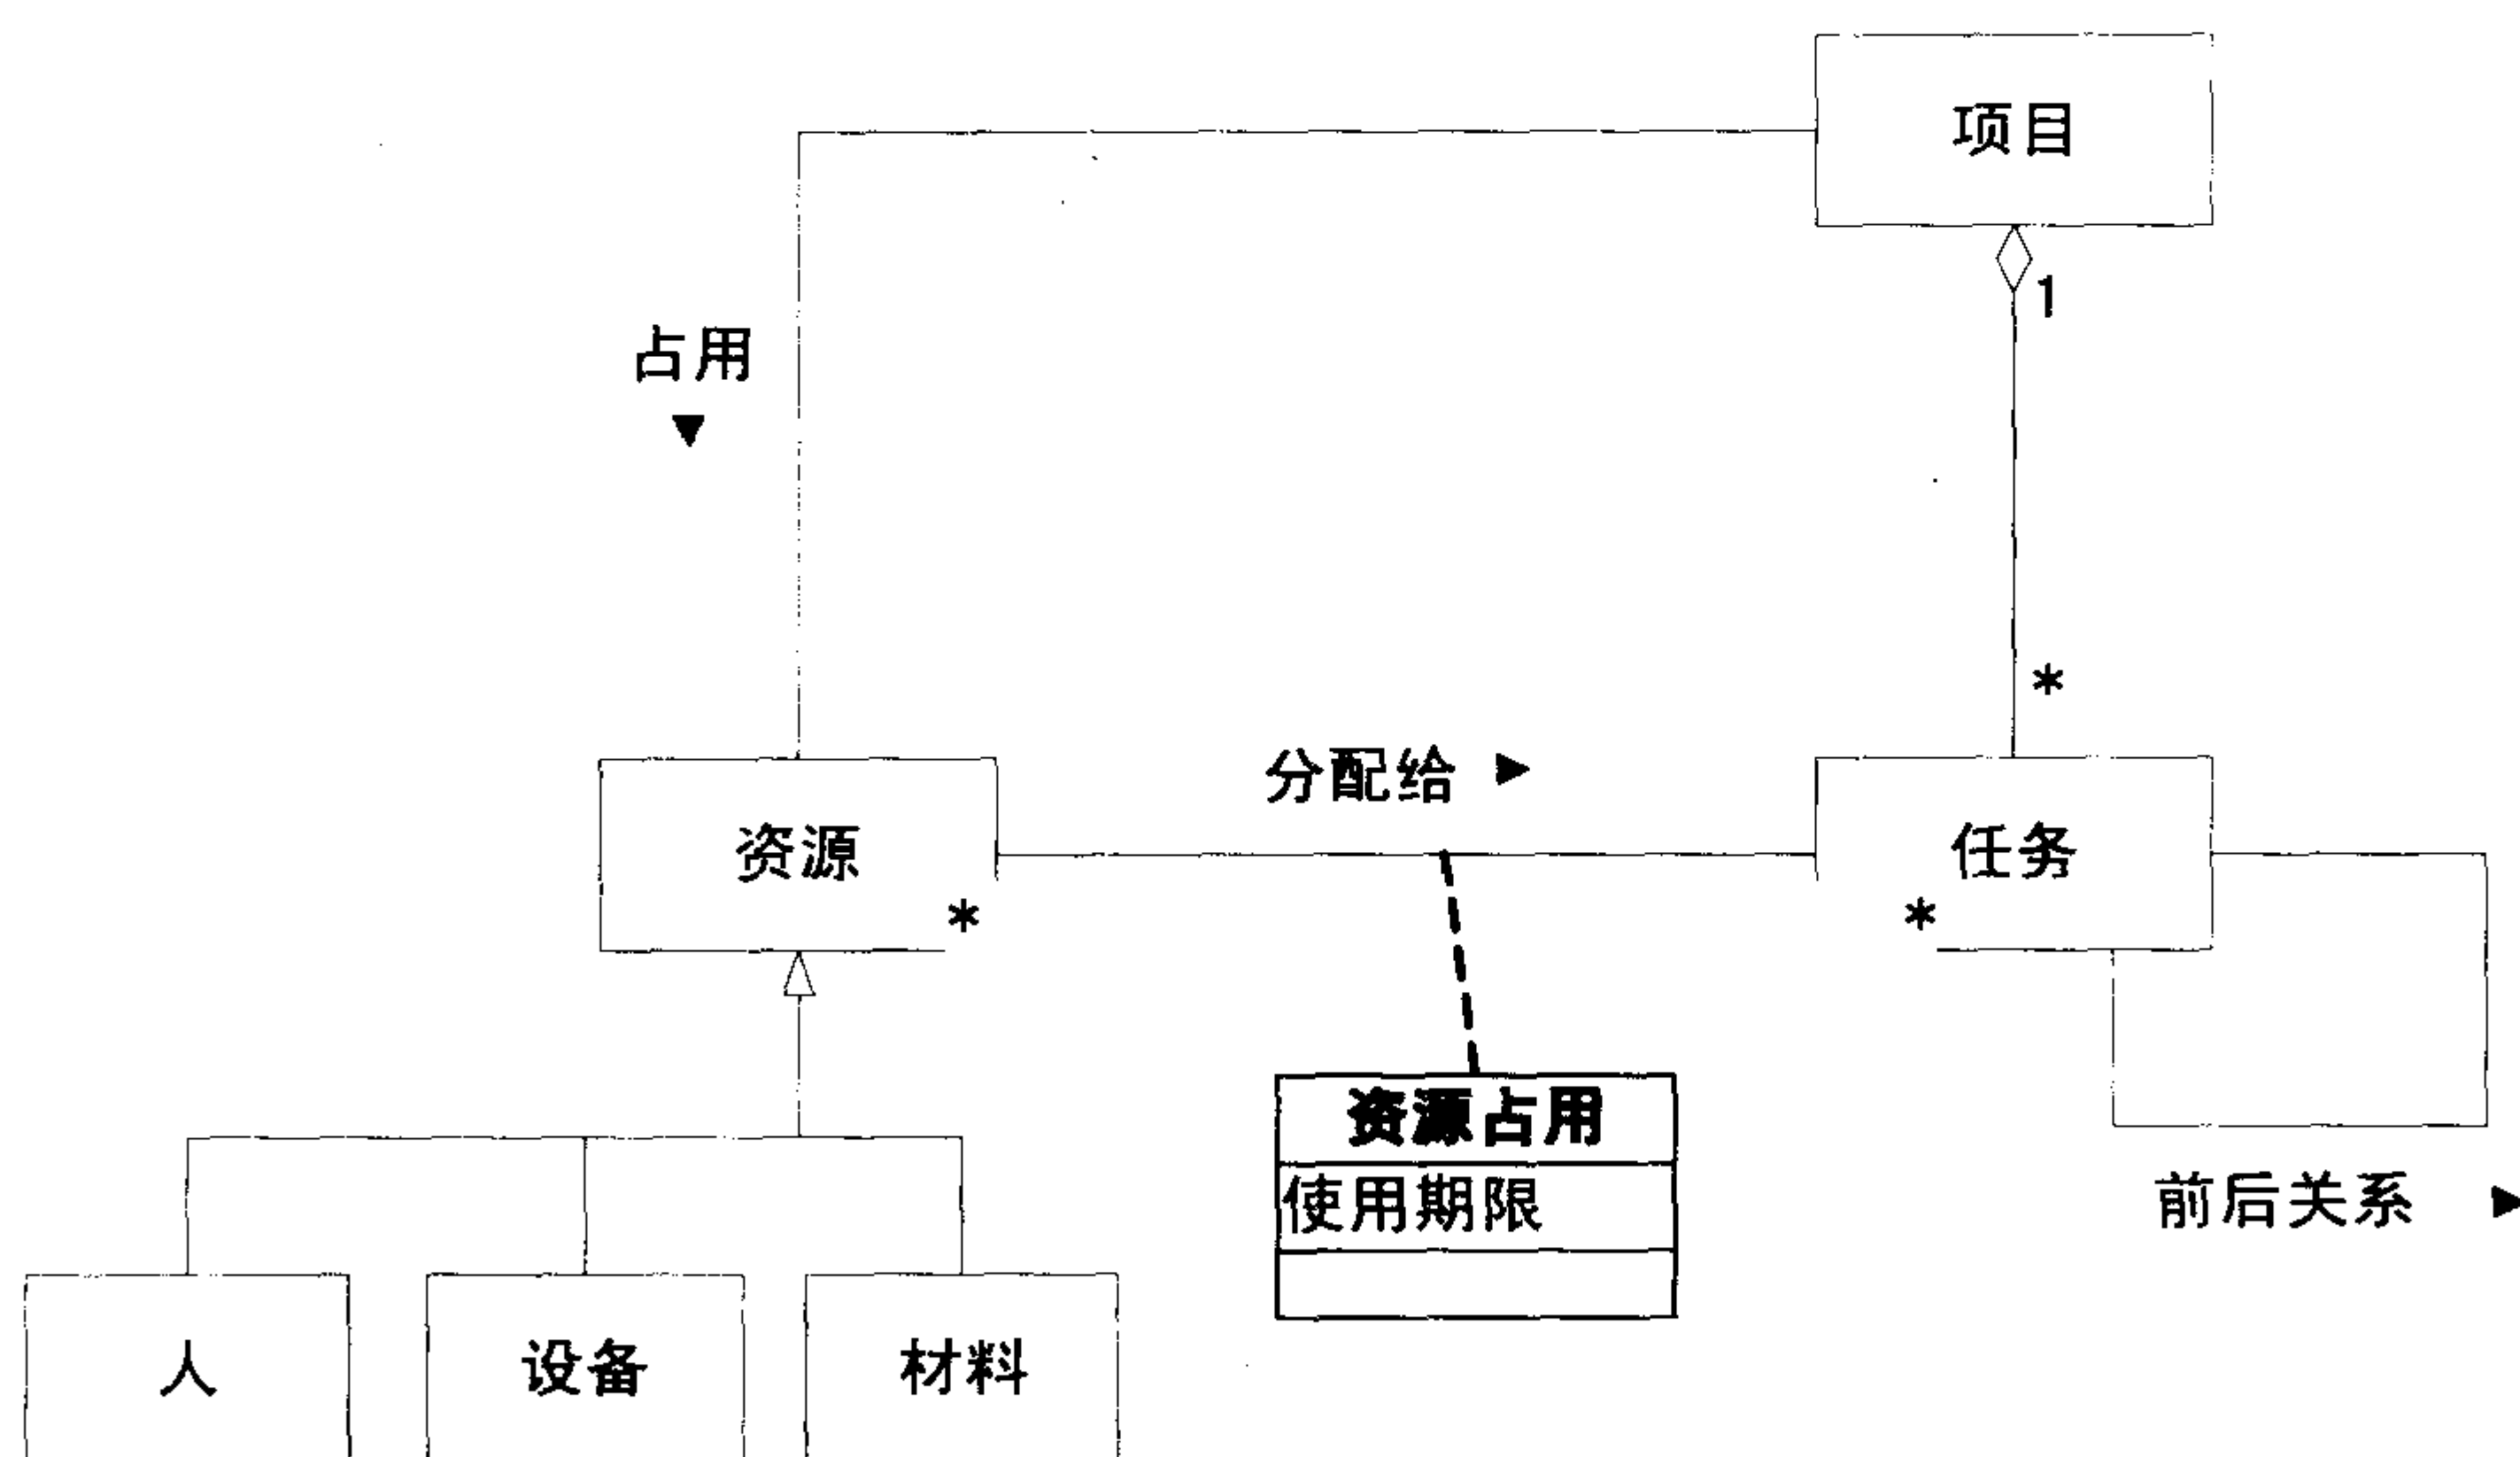 项目
1
占用
▼
*
分配给 ►
资源
任务
*
*
资源占用
使用期限
前后关系 ►
人
设备
材料